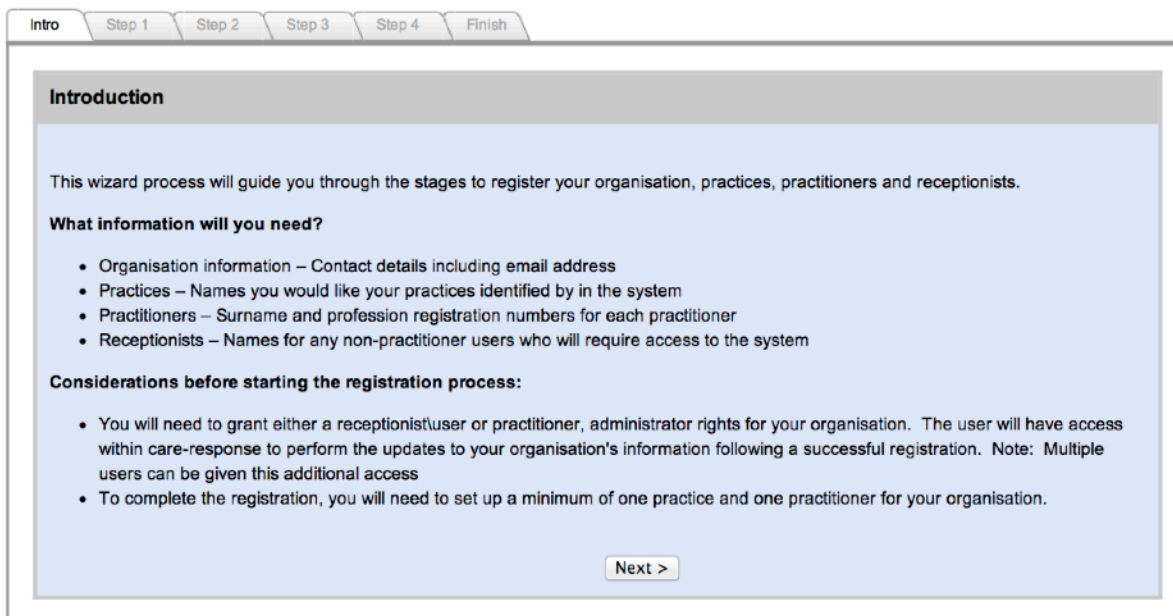 Intro Step 1 Step 2 Step 3 Step 4 Finish
Introduction
This wizard process will guide you through the stages to register your organisation, practices, practitioners and receptionists.
What information will you need?
• Organisation information – Contact details including email address
• Practices – Names you would like your practices identified by in the system
• Practitioners – Surname and profession registration numbers for each practitioner
• Receptionists – Names for any non-practitioner users who will require access to the system
Considerations before starting the registration process:
• You will need to grant either a receptionist\user or practitioner, administrator rights for your organisation. The user will have access
within care-response to perform the updates to your organisation's information following a successful registration. Note: Multiple
users can be given this additional access
• To complete the registration, you will need to set up a minimum of one practice and one practitioner for your organisation.
Next >